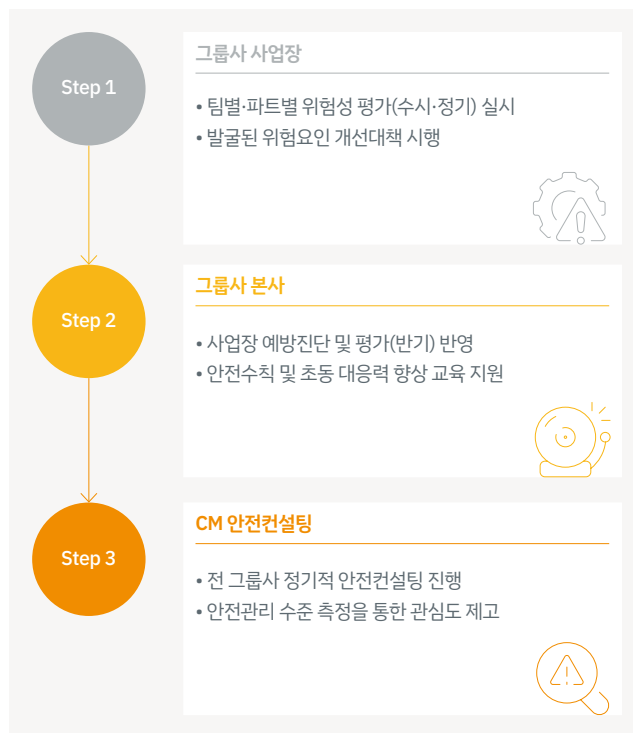 Step 1
그룹사 사업장
• 팀별·파트별 위험성 평가(수시·정기) 실시
• 발굴된 위험요인 개선대책 시행
Step 2
그룹사 본사
• 사업장 예방진단 및 평가(반기) 반영
• 안전수칙 및 초동 대응력 향상 교육 지원
Step 3
CM 안전컨설팅
• 전 그룹사 정기적 안전컨설팅 진행
• 안전관리 수준 측정을 통한 관심도 제고